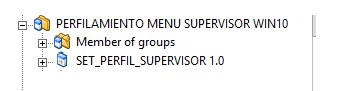 PERFILAMIENTO MENU SUPERVISOR WIN10
Member of groups
SET_PERFIL_SUPERVISOR 1.0